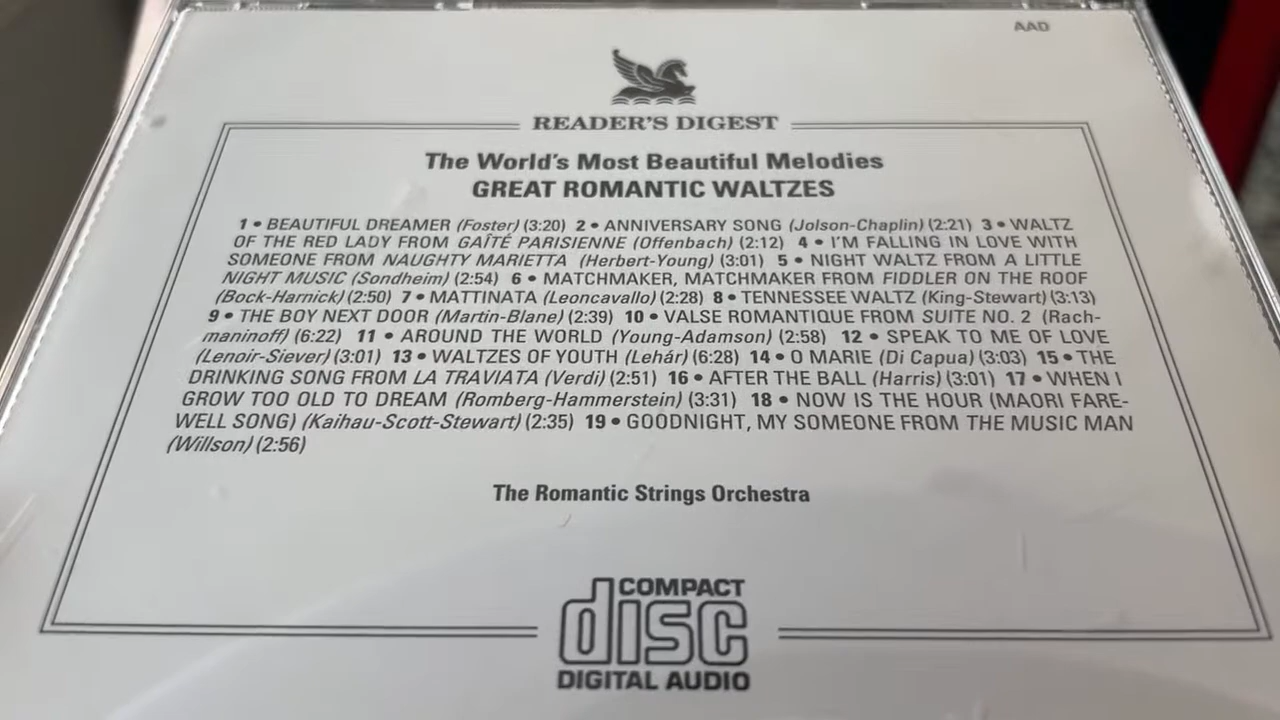 AAD
READER'S DIGEST
The World's Most Beautiful Melodies
GREAT ROMANTIC WALTZES
1 • BEAUTIFUL DREAMER (Foster) (3:20) 2 • ANNIVERSARY SONG (Jolson-Chaplin) (2:21) 3 • WALTZ
OF THE RED LADY FROM GAÎTÉ PARISIENNE (Offenbach) (2:12) 4 • I'M FALLING IN LOVE WITH
SOMEONE FROM NAUGHTY MARIETTA (Herbert-Young) (3:01) 5 • NIGHT WALTZ FROM A LITTLE
NIGHT MUSIC (Sondheim) (2:54) 6 • MATCHMAKER, MATCHMAKER FROM FIDDLER ON THE ROOF
(Bock-Harnick) (2:50) 7 • MATTINATA (Leoncavallo) (2:28) 8 • TENNESSEE WALTZ (King-Stewart) (3:13)
9 • THE BOY NEXT DOOR (Martin-Blane) (2:39) 10 • VALSE ROMANTIQUE FROM SUITE NO. 2 (Rach-
maninoff) (6:22) 11 • AROUND THE WORLD (Young-Adamson) (2:58) 12 • SPEAK TO ME OF LOVE
(Lenoir-Siever) (3:01) 13 • WALTZES OF YOUTH (Lehár) (6:28) 14 • O MARIE (Di Capua) (3:03) 15 • THE
DRINKING SONG FROM LA TRAVIATA (Verdi) (2:51) 16 • AFTER THE BALL (Harris) (3:01) 17 • WHEN I
GROW TOO OLD TO DREAM (Romberg-Hammerstein) (3:31) 18 • NOW IS THE HOUR (MAORI FARE-
WELL SONG) (Kaihau-Scott-Stewart) (2:35) 19 • GOODNIGHT, MY SOMEONE FROM THE MUSIC MAN
(Willson) (2:56)
The Romantic Strings Orchestra
COMPACT
disc
DIGITAL AUDIO